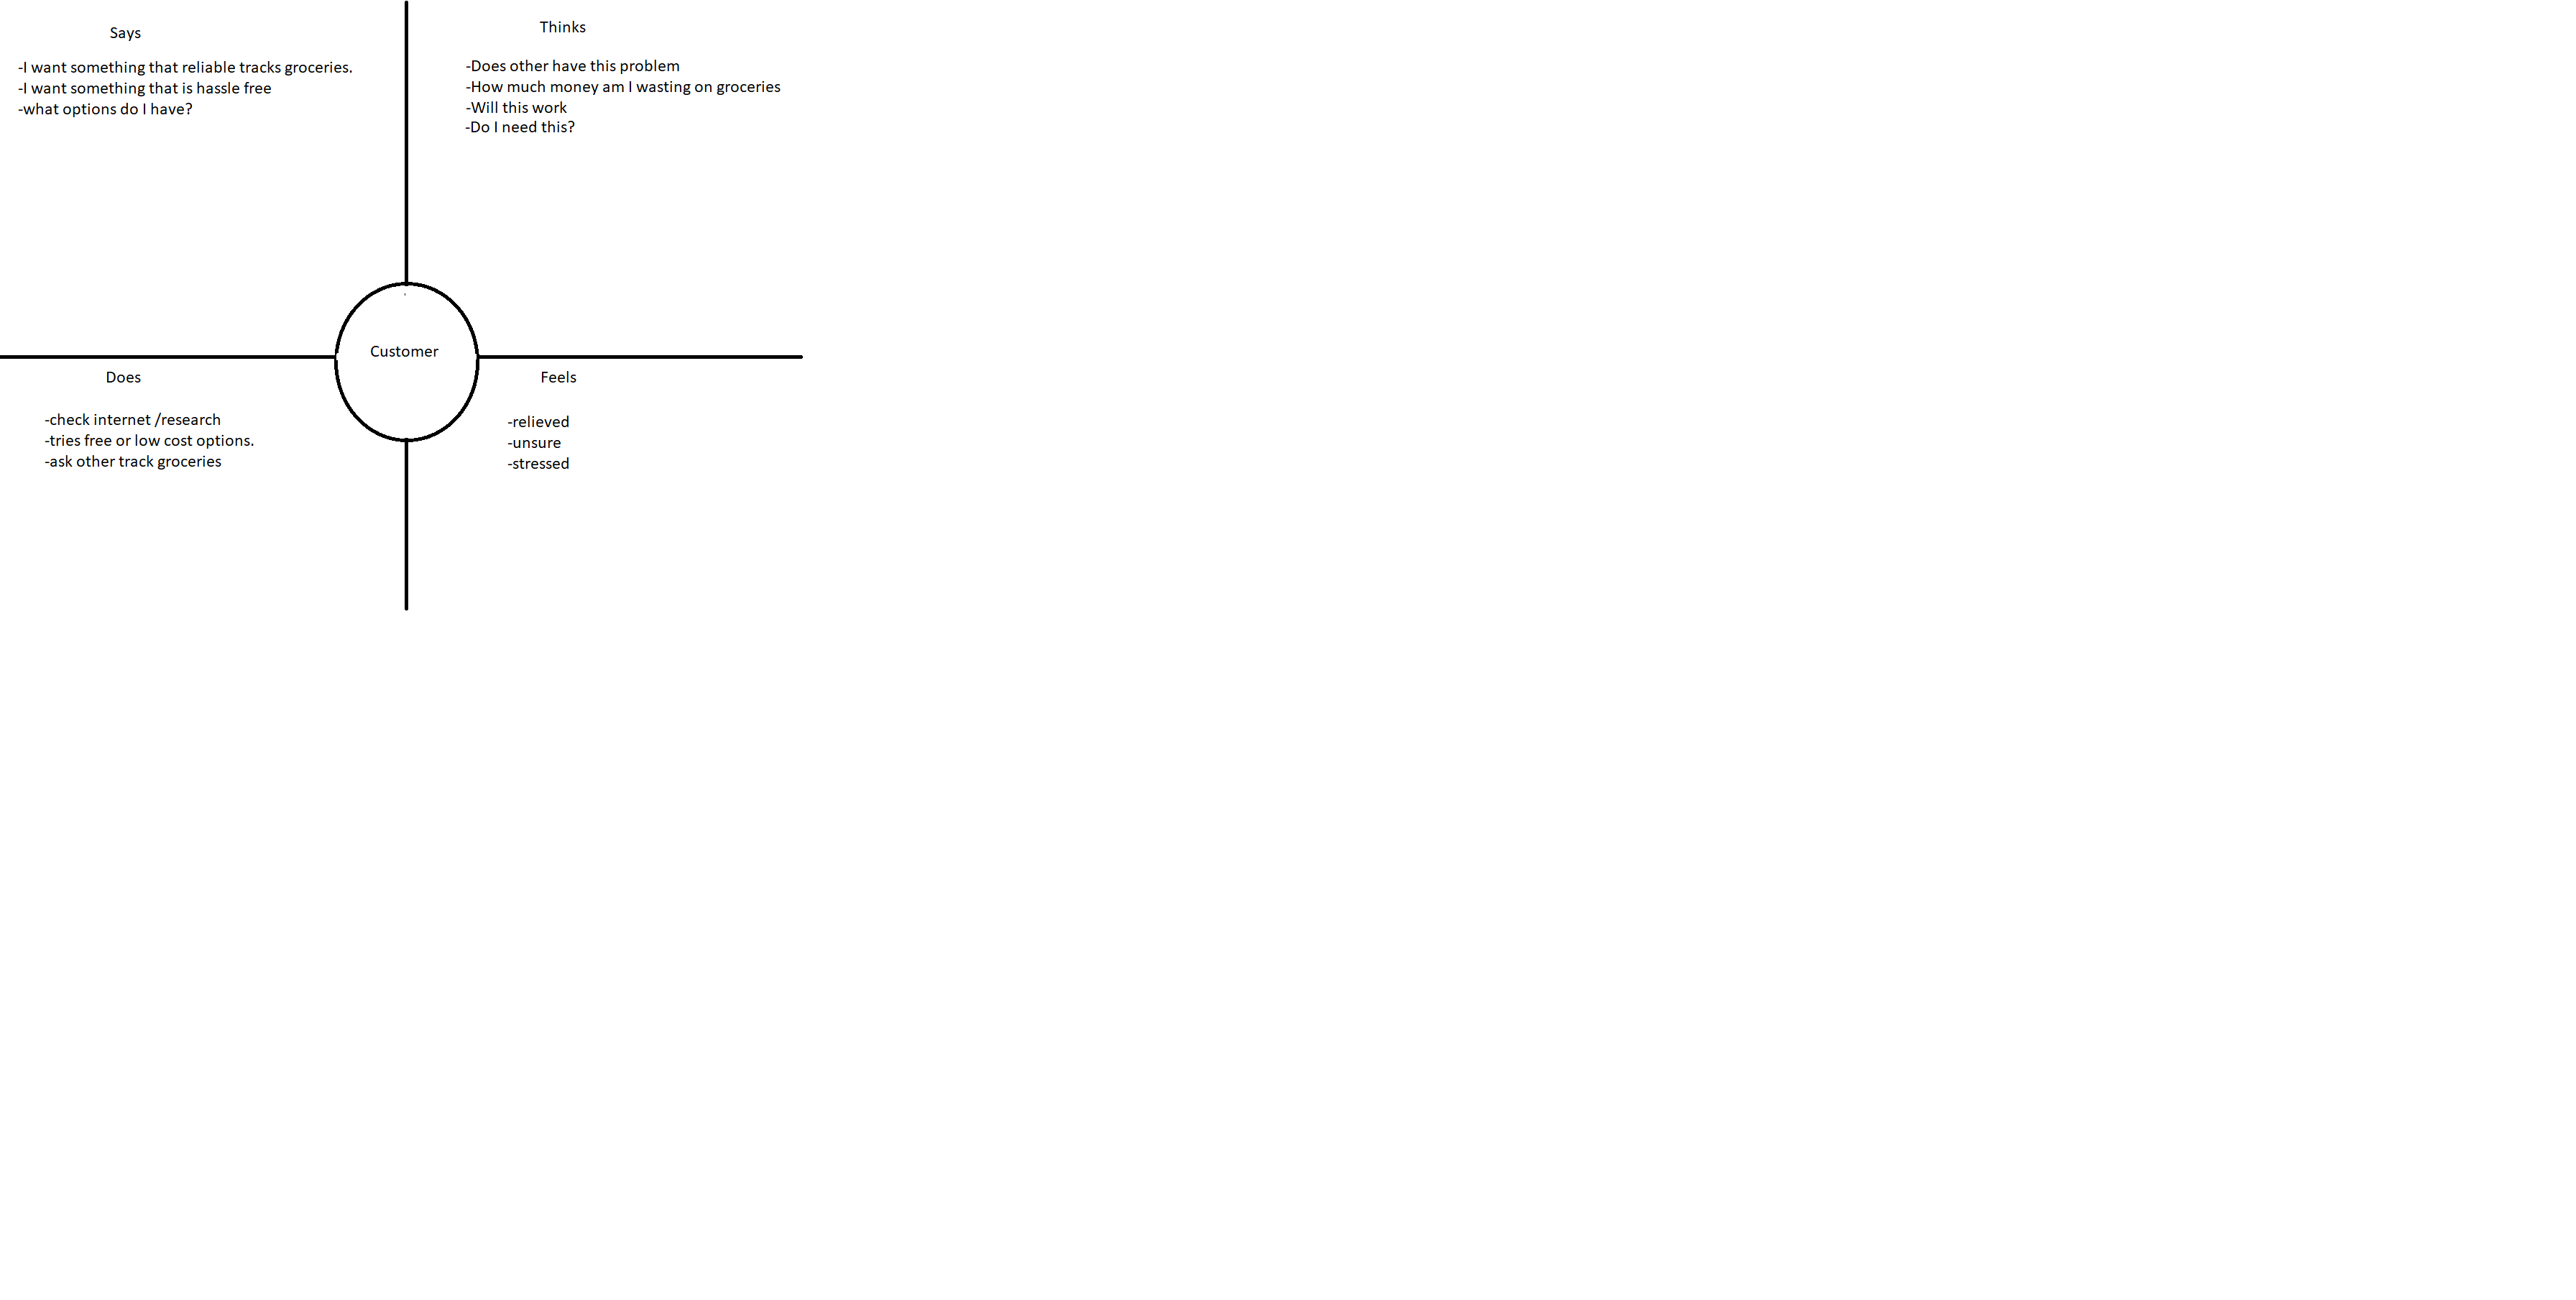 Says
-I want something that reliable tracks groceries.
-I want something that is hassle free
-what options do I have?
Thinks
-Does other have this problem
-How much money am I wasting on groceries
-Will this work
-Do I need this?
Customer
Does
-check internet /research
-tries free or low cost options.
-ask other track groceries
Feels
-relieved
-unsure
-stressed